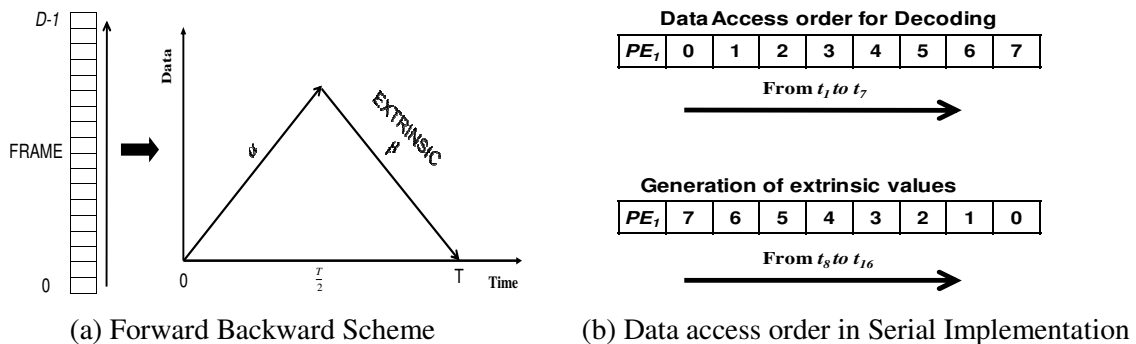 D-1
FRAME
0
Data
EXTRINSIC
β
0
T/2
T
Time
(a) Forward Backward Scheme
Data Access order for Decoding
PE1 0 1 2 3 4 5 6 7
From t1 to t7
Generation of extrinsic values
PE1 7 6 5 4 3 2 1 0
From t8 to t16
(b) Data access order in Serial Implementation